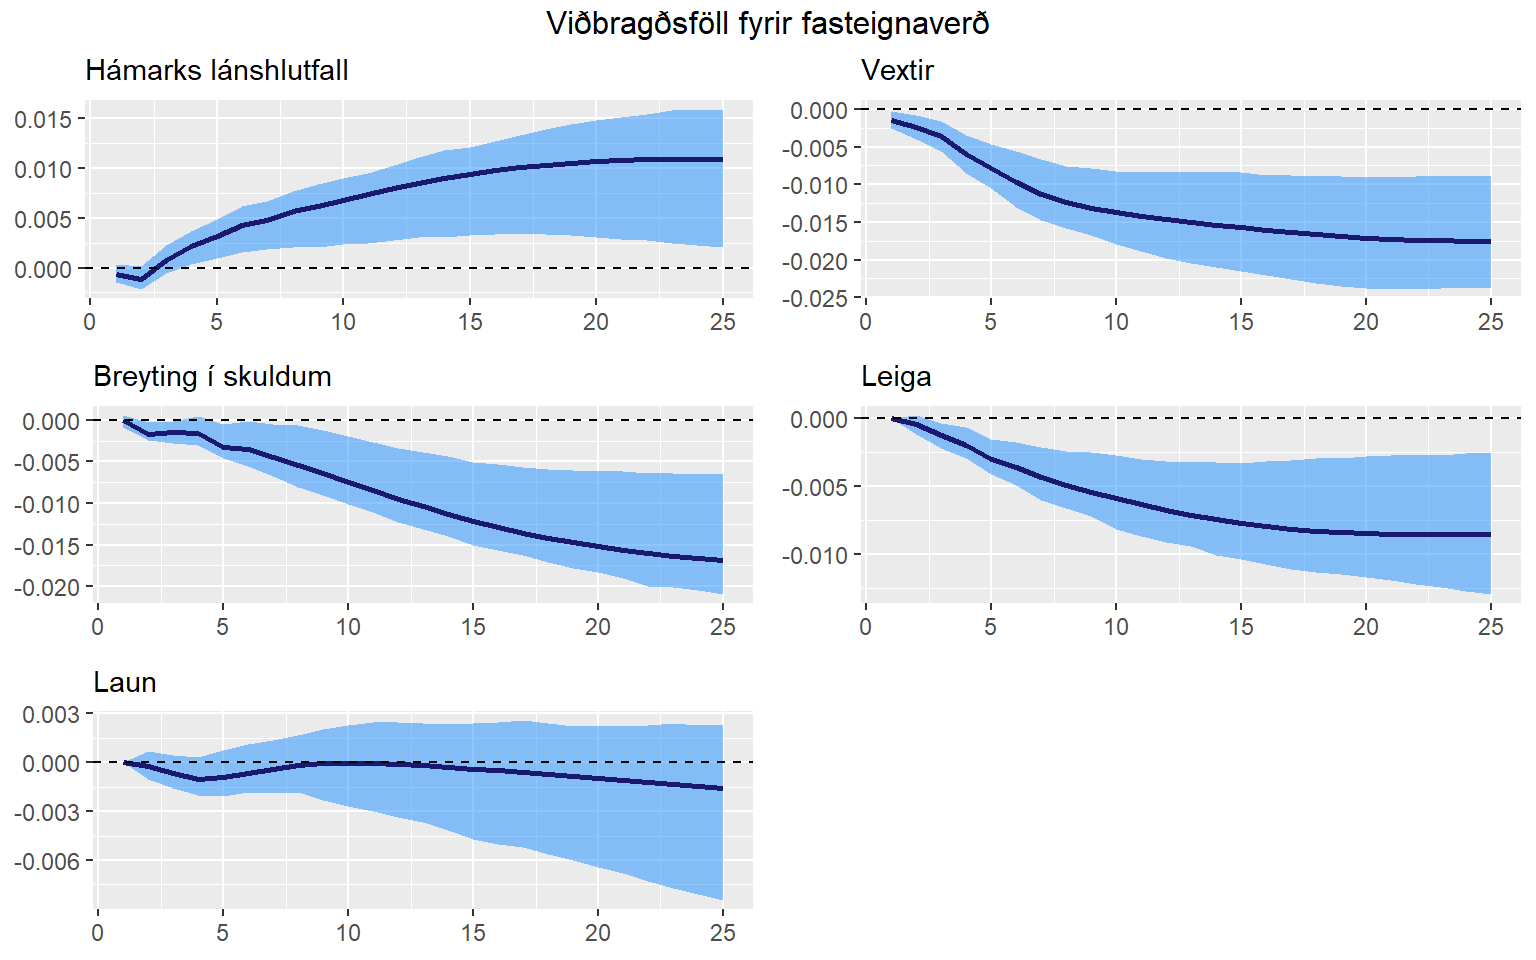 Viðbragðsföll fyrir fasteignaverð
Hámarks lánshlutfall
0.015
0.010
0.005
0.000
0 5 10 15 20 25
Vextir
0.000
-0.005
-0.010
-0.015
-0.020
-0.025
0 5 10 15 20 25
Breyting í skuldum
0.000
-0.005
-0.010
-0.015
-0.020
0 5 10 15 20 25
Leiga
0.000
-0.005
-0.010
0 5 10 15 20 25
Laun
0.003
0.000
-0.003
-0.006
0 5 10 15 20 25